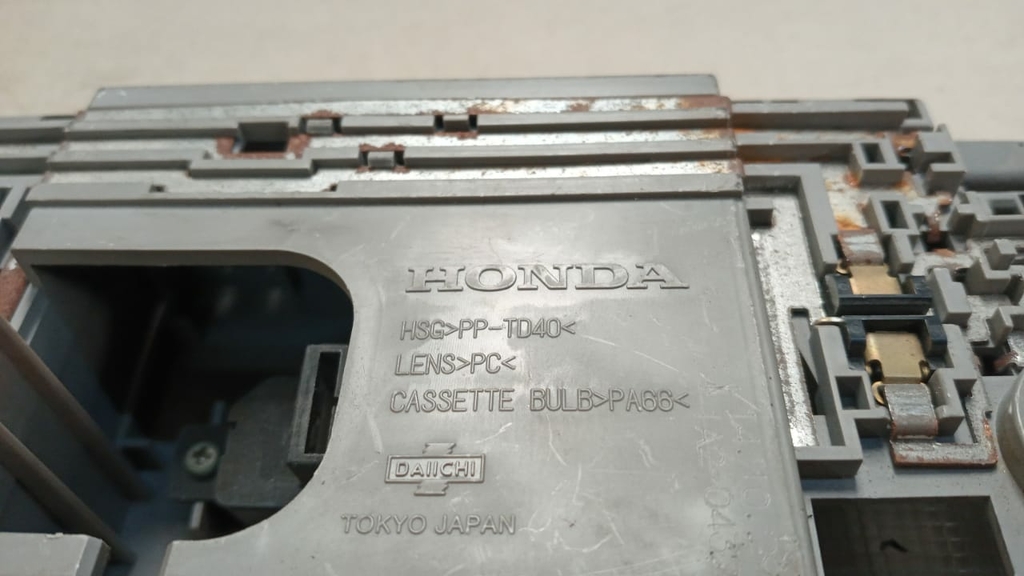 HONDA
HSG>PP-TD40<
LENS>PC<
CASSETTE BULB>PA66<
DAIICHI
TOKYO JAPAN